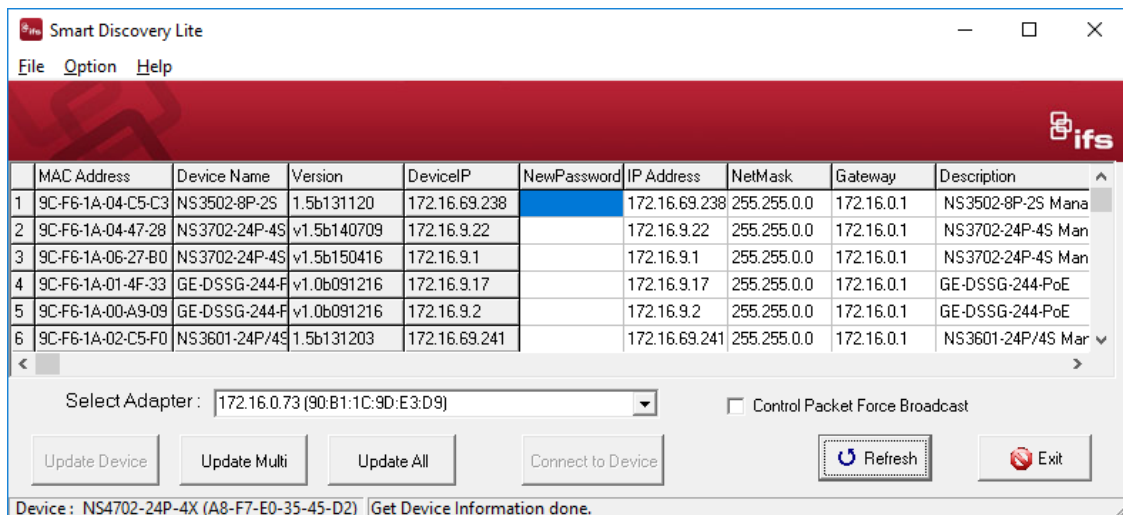 ifs Smart Discovery Lite
File Option Help
ifs
MAC Address Device Name Version DeviceIP NewPassword IP Address NetMask Gateway Description
1 9C-F6-1A-04-C5-C3 NS3502-8P-2S 1.5b131120 172.16.69.238 172.16.69.238 255.255.0.0 172.16.0.1 NS3502-8P-2S Mana
2 9C-F6-1A-04-47-28 NS3702-24P-4S v1.5b140709 172.16.9.22 172.16.9.22 255.255.0.0 172.16.0.1 NS3702-24P-4S Man
3 9C-F6-1A-06-27-B0 NS3702-24P-4S v1.5b150416 172.16.9.1 172.16.9.1 255.255.0.0 172.16.0.1 NS3702-24P-4S Man
4 9C-F6-1A-01-4F-33 GE-DSSG-244-F v1.0b091216 172.16.9.17 172.16.9.17 255.255.0.0 172.16.0.1 GE-DSSG-244-PoE
5 9C-F6-1A-00-A9-09 GE-DSSG-244-F v1.0b091216 172.16.9.2 172.16.9.2 255.255.0.0 172.16.0.1 GE-DSSG-244-PoE
6 9C-F6-1A-02-C5-F0 NS3601-24P/4S 1.5b131203 172.16.69.241 172.16.69.241 255.255.0.0 172.16.0.1 NS3601-24P/4S Mar
Select Adapter : 172.16.0.73 (90:B1:1C:9D:E3:D9) Control Packet Force Broadcast
Update Device Update Multi Update All Connect to Device Refresh Exit
Device : NS4702-24P-4X (A8-F7-E0-35-45-D2) Get Device Information done.